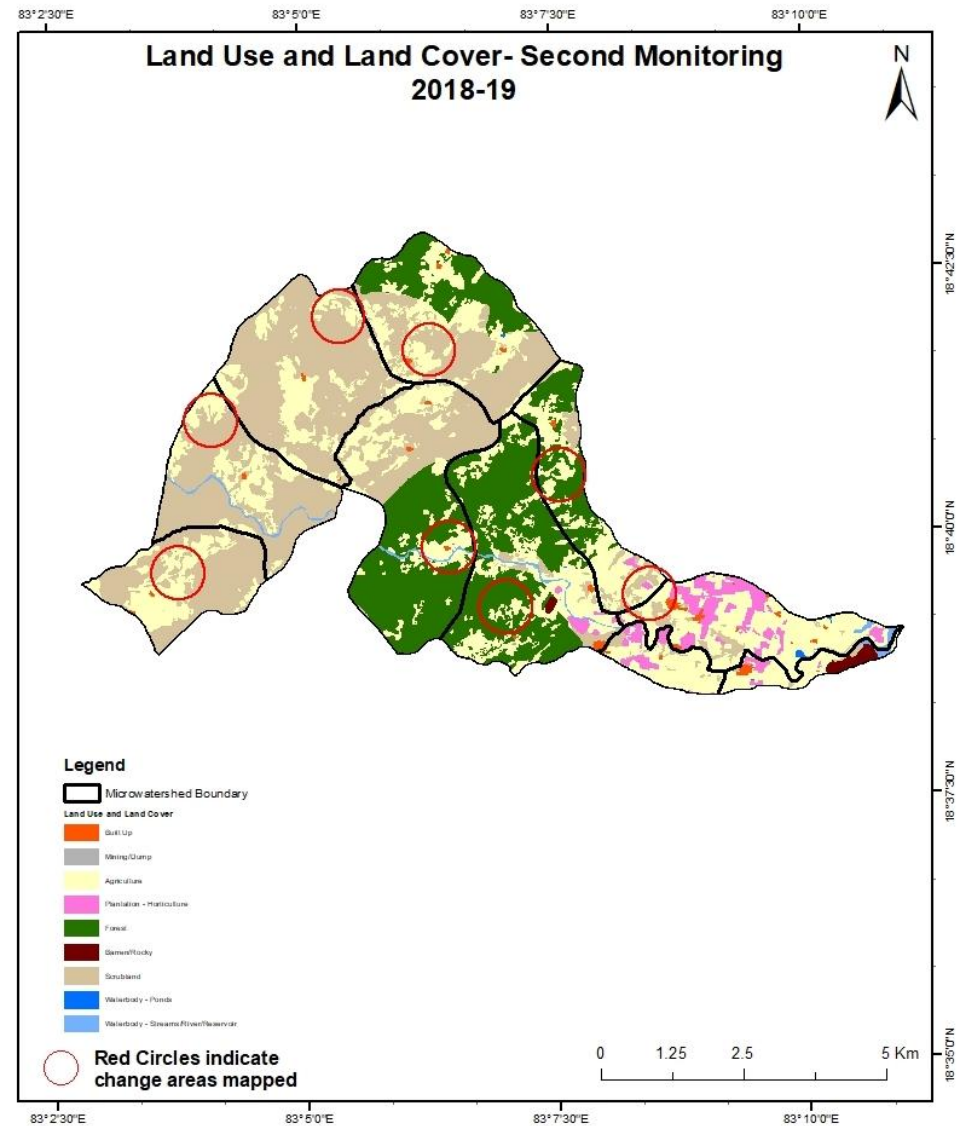 83°2'30"E 83°5'0"E 83°7'30"E 83°10'0"E
Land Use and Land Cover- Second Monitoring
2018-19
N
18°42'30"N
18°40'0"N
18°37'30"N
18°35'0"N
Legend
Microwatershed Boundary
Land Use and Land Cover
Built Up
Mining/Dump
Agriculture
Plantation - Horticulture
Forest
Barren/Rocky
Scrubland
Waterbody - Ponds
Waterbody - Streams/River/Reservoir
Red Circles indicate
change areas mapped
0 1.25 2.5 5 Km
83°2'30"E 83°5'0"E 83°7'30"E 83°10'0"E